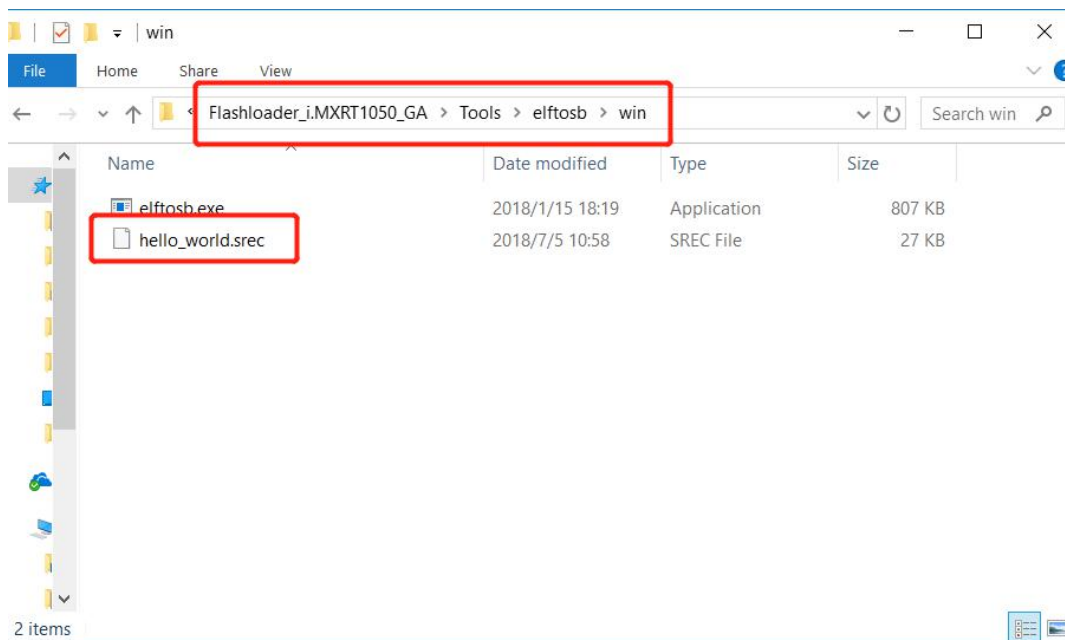 win
File Home Share View
Flashloader_i.MXRT1050_GA > Tools > elftosb > win Search win
Name Date modified Type Size
elftosb.exe 2018/1/15 18:19 Application 807 KB
hello_world.srec 2018/7/5 10:58 SREC File 27 KB
2 items